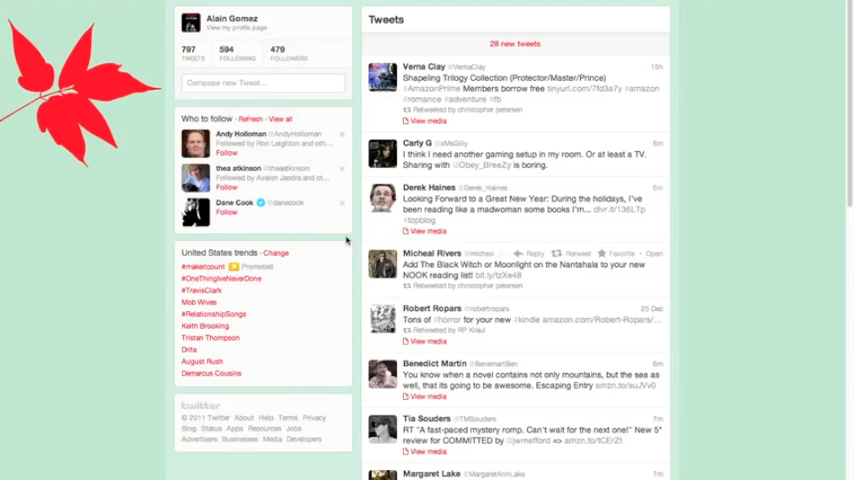 Alain Gomez
View my profile page
797
TWEETS
594
FOLLOWING
479
FOLLOWERS
Compose new Tweet...
Who to follow · Refresh · View all
Andy Holloman @AndyHolloman
Followed by Ron Leighton and oth...
Follow
thea atkinson @theaatkinson
Followed by Avalon Jaedra and ot...
Follow
Dane Cook @danecook
Follow
United States trends · Change
#makeitcount Promoted
#OneThingIveNeverDone
#TravisClark
Mob Wives
#RelationshipSongs
Keith Brooking
Tristan Thompson
Drita
August Rush
Demarcus Cousins
twitter
© 2011 Twitter About Help Terms Privacy
Blog Status Apps Resources Jobs
Advertisers Businesses Media Developers
Tweets
28 new tweets
Verna Clay @VernaClay 15h
Shapeling Trilogy Collection (Protector/Master/Prince)
#AmazonPrime Members borrow free tinyurl.com/7fd3a7y #amazon
#romance #adventure #fb
Retweeted by christopher petersen
View media
Carly G 6m
I think I need another gaming setup in my room. Or at least a TV.
Sharing with @Obey_BreeZy is boring.
Derek Haines @Derek_Haines 6m
Looking Forward to a Great New Year: During the holidays, I've
been reading like a madwoman some books I'm... dlvr.it/136LTp
#topblog
View media
Micheal Rivers @micheal Reply Retweet Favorite · Open
Add The Black Witch or Moonlight on the Nantahala to your new
NOOK reading list! bit.ly/tzXe48
Retweeted by christopher petersen
Robert Ropars @robertropars 25 Dec
Tons of #horror for your new #kindle amazon.com/Robert-Ropars/...
Retweeted by RP Kraul
View media
Benedict Martin @BenemartBen 6m
You know when a novel contains not only mountains, but the sea as
well, that its going to be awesome. Escaping Entry amzn.to/suJVv0
View media
Tia Souders @TMSouders 7m
RT "A fast-paced mystery romp. Can't wait for the next one!" New 5*
review for COMMITTED by @jwmefford => amzn.to/tCErZt
View media
Margaret Lake @MargaretAnnLake 7m